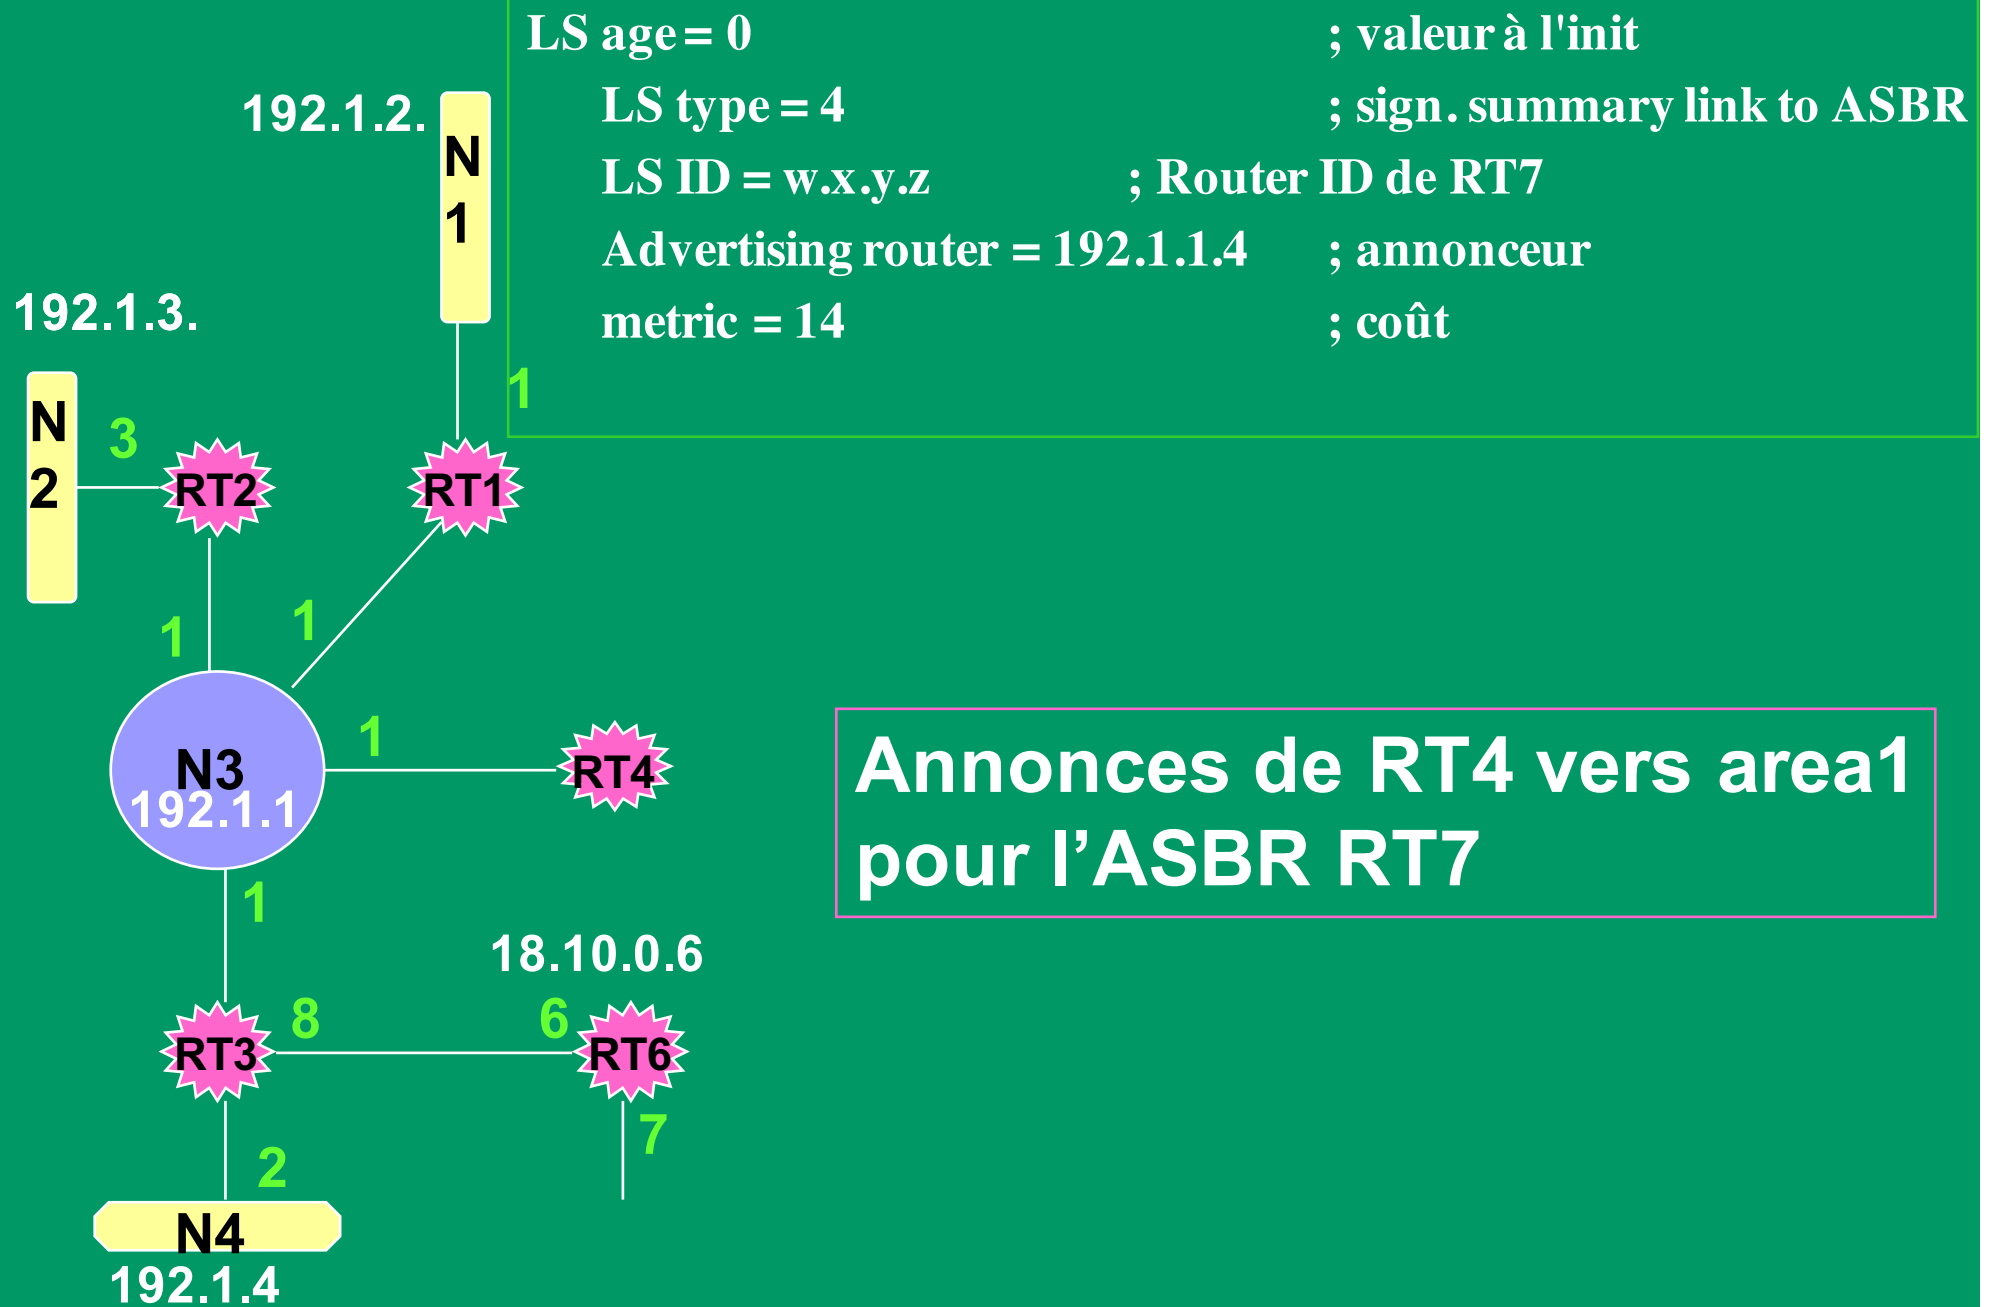 LS age = 0 ; valeur à l'init
LS type = 4 ; sign. summary link to ASBR
LS ID = w.x.y.z ; Router ID de RT7
Advertising router = 192.1.1.4 ; annonceur
metric = 14 ; coût
192.1.2.
N
1
192.1.3.
1
N
2
3
RT2
RT1
1
1
N3
192.1.1
1
RT4
Annonces de RT4 vers area1
pour l’ASBR RT7
1
18.10.0.6
RT3
8
6
RT6
7
2
N4
192.1.4